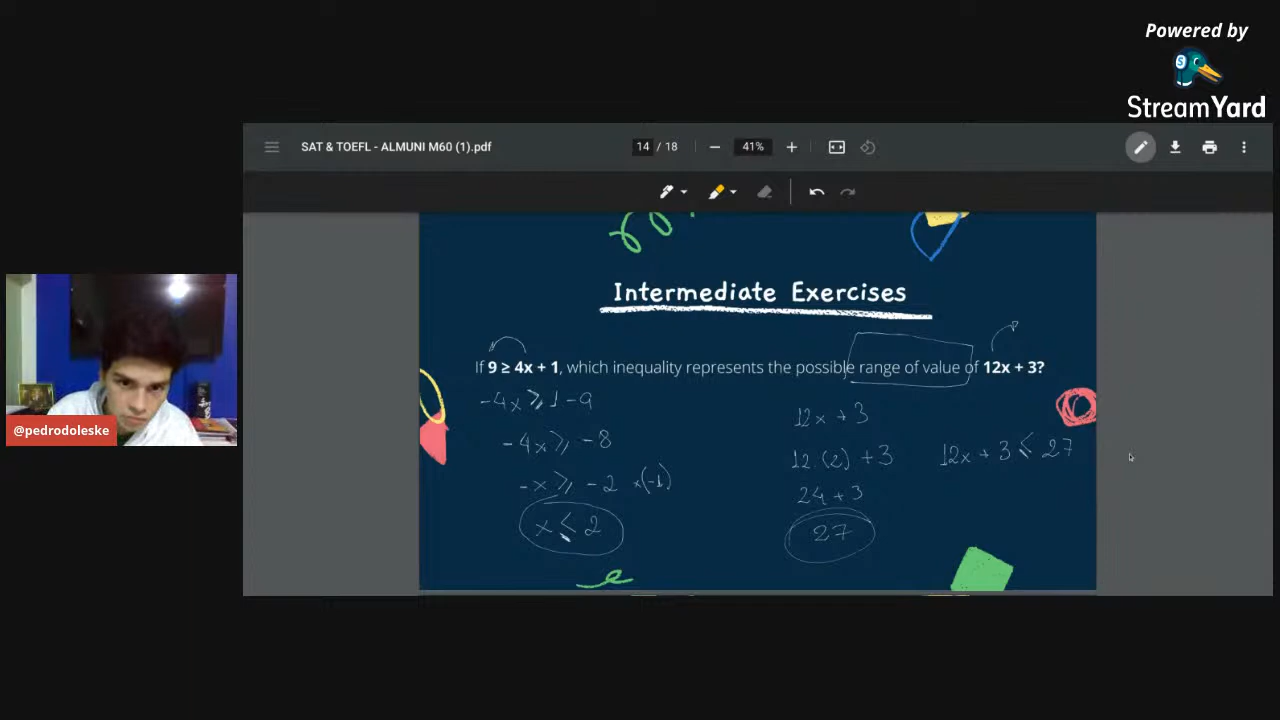 Powered by
StreamYard
SAT & TOEFL - ALMUNI M60 (1).pdf
14 / 18
41%
Intermediate Exercises
If 9 ≥ 4x + 1, which inequality represents the possible range of value of 12x + 3?
-4x ≥ 1 - 9
-4x ≥ -8
-x ≥ -2 x(-1)
x ≤ 2
12x + 3
12.(2) + 3
24 + 3
27
12x + 3 ≤ 27
@pedrodoleske